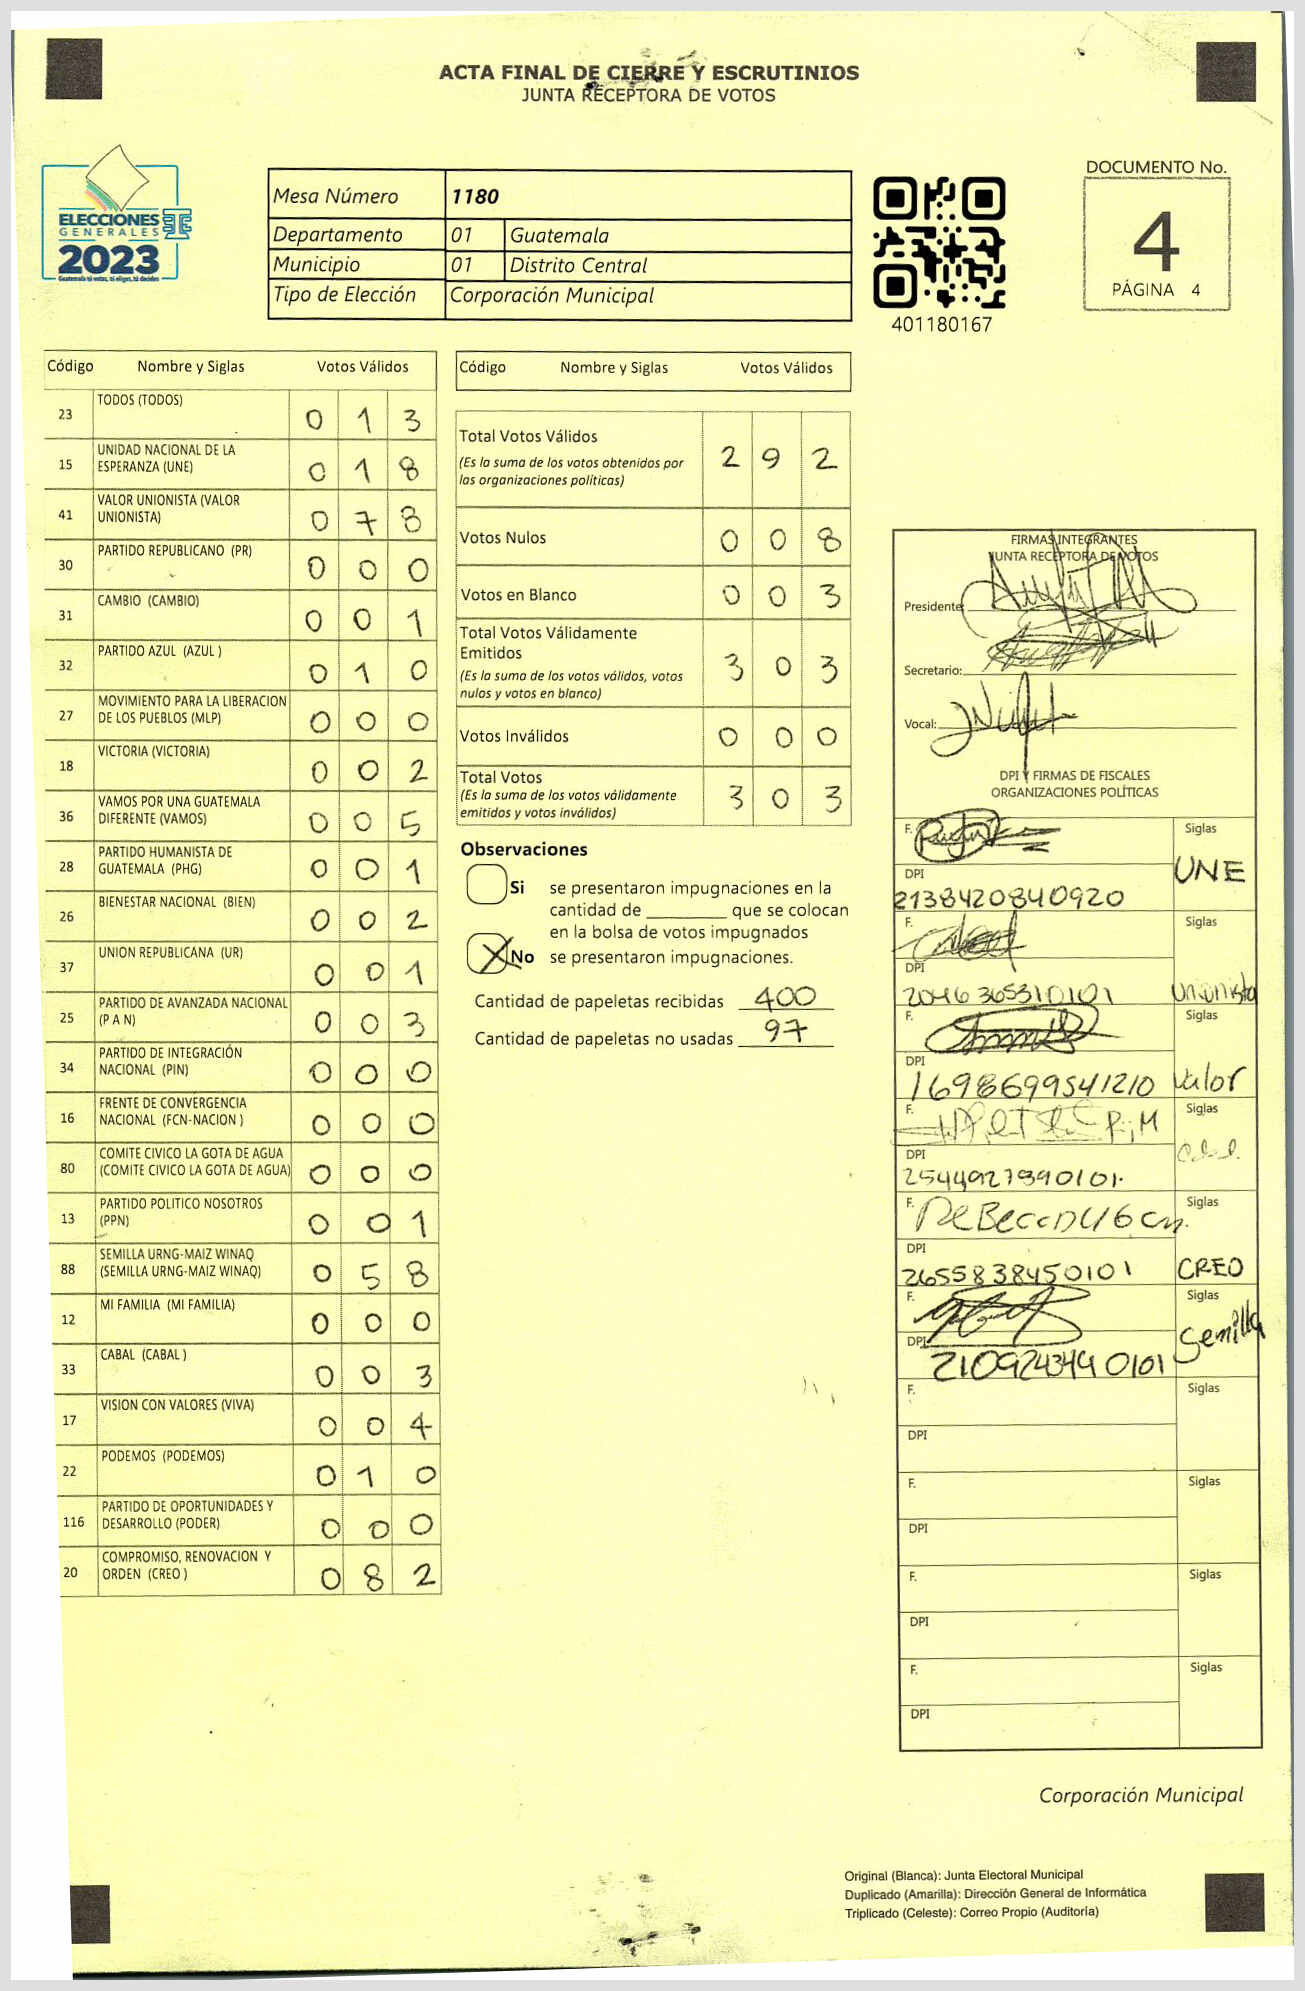 ACTA FINAL DE CIERRE Y ESCRUTINIOS
JUNTA RECEPTORA DE VOTOS
ELECCIONES
GENERALES
2023
Guatemala tú votas, tú eliges, tú decides
Mesa Número 1180
Departamento 01 Guatemala
Municipio 01 Distrito Central
Tipo de Elección Corporación Municipal
401180167
DOCUMENTO No.
4
PÁGINA 4
Código Nombre y Siglas Votos Válidos
23 TODOS (TODOS) 0 1 3
15 UNIDAD NACIONAL DE LA
ESPERANZA (UNE) 0 1 8
41 VALOR UNIONISTA (VALOR
UNIONISTA) 0 7 8
30 PARTIDO REPUBLICANO (PR) 0 0 0
31 CAMBIO (CAMBIO) 0 0 1
32 PARTIDO AZUL (AZUL ) 0 1 0
27 MOVIMIENTO PARA LA LIBERACION
DE LOS PUEBLOS (MLP) 0 0 0
18 VICTORIA (VICTORIA) 0 0 2
36 VAMOS POR UNA GUATEMALA
DIFERENTE (VAMOS) 0 0 5
28 PARTIDO HUMANISTA DE
GUATEMALA (PHG) 0 0 1
26 BIENESTAR NACIONAL (BIEN) 0 0 2
37 UNION REPUBLICANA (UR) 0 0 1
25 PARTIDO DE AVANZADA NACIONAL
(P A N) 0 0 3
34 PARTIDO DE INTEGRACIÓN
NACIONAL (PIN) 0 0 0
16 FRENTE DE CONVERGENCIA
NACIONAL (FCN-NACION ) 0 0 0
80 COMITE CIVICO LA GOTA DE AGUA
(COMITE CIVICO LA GOTA DE AGUA) 0 0 0
13 PARTIDO POLITICO NOSOTROS
(PPN) 0 0 1
88 SEMILLA URNG-MAIZ WINAQ
(SEMILLA URNG-MAIZ WINAQ) 0 5 8
12 MI FAMILIA (MI FAMILIA) 0 0 0
33 CABAL (CABAL ) 0 0 3
17 VISION CON VALORES (VIVA) 0 0 4
22 PODEMOS (PODEMOS) 0 1 0
116 PARTIDO DE OPORTUNIDADES Y
DESARROLLO (PODER) 0 0 0
20 COMPROMISO, RENOVACION Y
ORDEN (CREO ) 0 8 2
Código Nombre y Siglas Votos Válidos
Total Votos Válidos 2 9 2
(Es la suma de los votos obtenidos por
las organizaciones políticas)
Votos Nulos 0 0 8
Votos en Blanco 0 0 3
Total Votos Válidamente
Emitidos 3 0 3
(Es la suma de los votos válidos, votos
nulos y votos en blanco)
Votos Inválidos 0 0 0
Total Votos 3 0 3
(Es la suma de los votos válidamente
emitidos y votos inválidos)
Observaciones
Si se presentaron impugnaciones en la
cantidad de ________ que se colocan
en la bolsa de votos impugnados
No se presentaron impugnaciones.
Cantidad de papeletas recibidas 400
Cantidad de papeletas no usadas 97
FIRMAS INTEGRANTES
JUNTA RECEPTORA DE VOTOS
Presidente:
Secretario:
Vocal:
DPI Y FIRMAS DE FISCALES
ORGANIZACIONES POLÍTICAS
F. Siglas
UNE
DPI
2138420840920
F. Siglas
DPI
2046365310101 Unionista
F. Siglas
DPI
1698699541210 Valor
F. Siglas
DPI
2544927390101.
F. Siglas
DPI
2655838450101 CREO
F. Siglas
Semilla
DPI
2109243440101
F. Siglas
DPI
F. Siglas
DPI
F. Siglas
DPI
F. Siglas
DPI
Corporación Municipal
Original (Blanca): Junta Electoral Municipal
Duplicado (Amarilla): Dirección General de Informática
Triplicado (Celeste): Correo Propio (Auditoría)